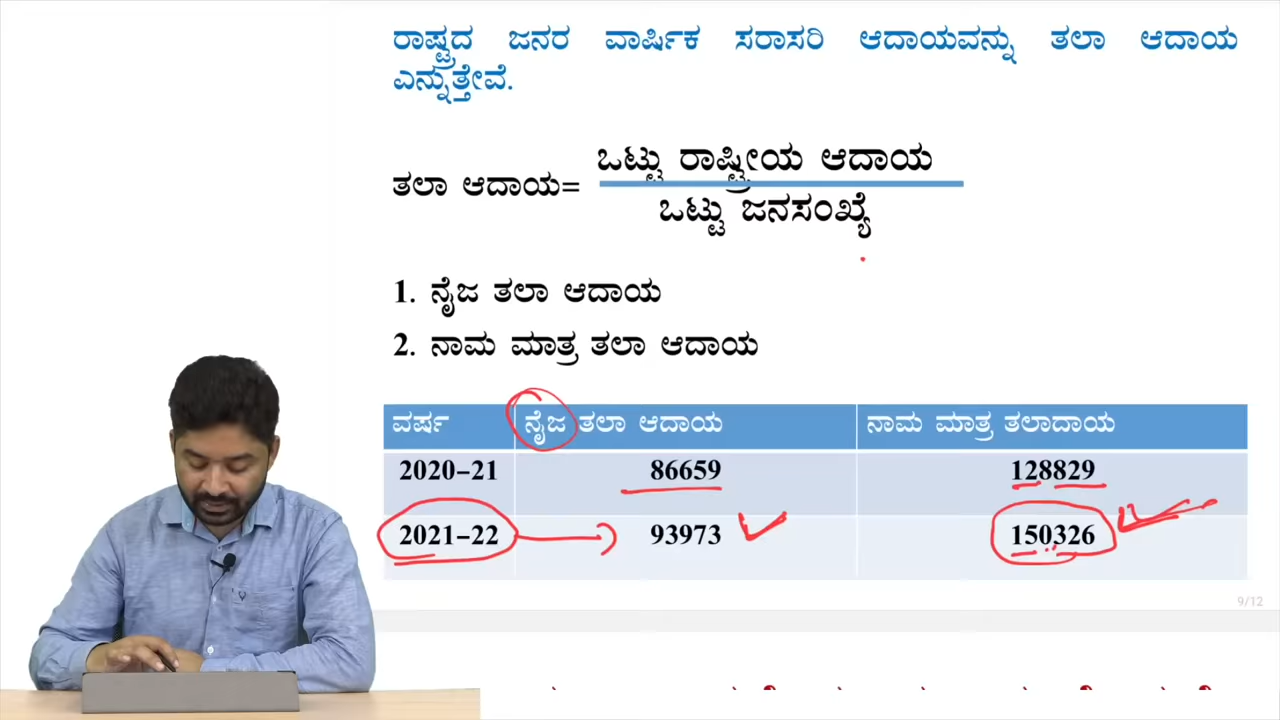 ರಾಷ್ಟ್ರದ ಜನರ ವಾರ್ಷಿಕ ಸರಾಸರಿ ಆದಾಯವನ್ನು ತಲಾ ಆದಾಯ
ಎನ್ನುತ್ತೇವೆ.
ಒಟ್ಟು ರಾಷ್ಟ್ರೀಯ ಆದಾಯ
ತಲಾ ಆದಾಯ=
ಒಟ್ಟು ಜನಸಂಖ್ಯೆ
1. ನೈಜ ತಲಾ ಆದಾಯ
2. ನಾಮ ಮಾತ್ರ ತಲಾ ಆದಾಯ
ವರ್ಷ ನೈಜ ತಲಾ ಆದಾಯ ನಾಮ ಮಾತ್ರ ತಲಾದಾಯ
2020-21 86659 128829
2021-22 93973 150326
9/12